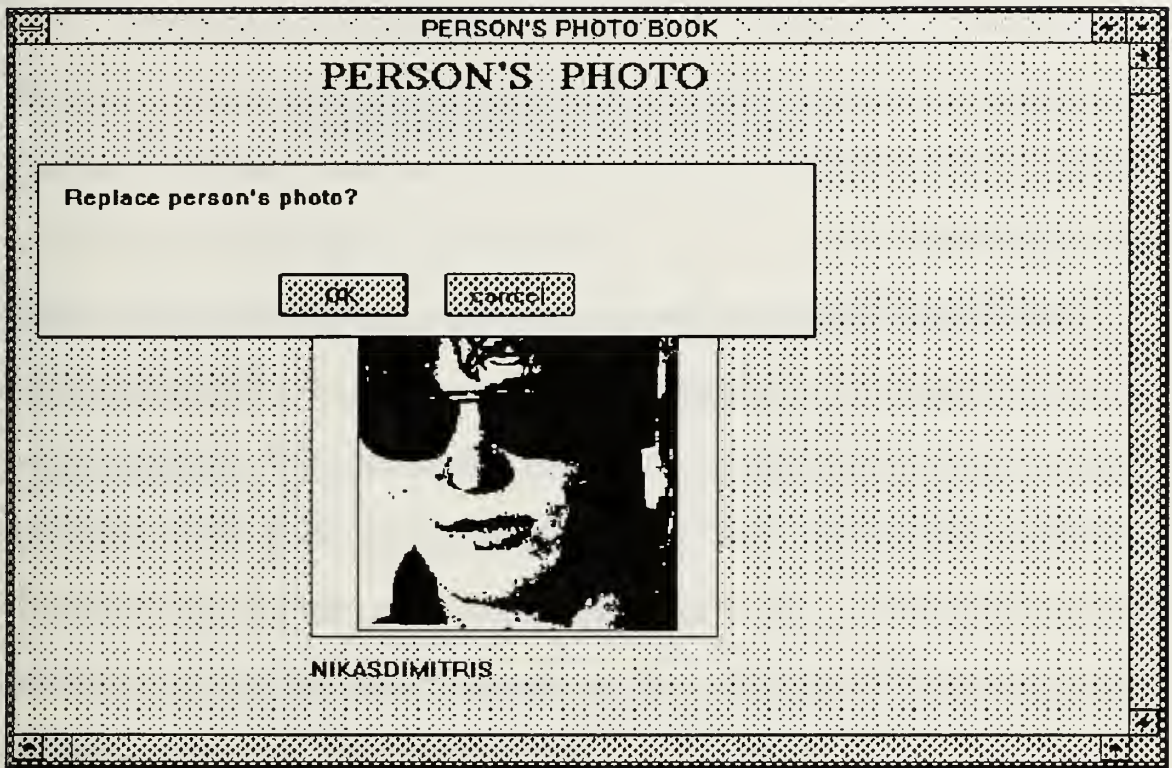 PERSON'S PHOTO BOOK
PERSON'S PHOTO
Replace person's photo?
OK cancel
NIKASDIMITRIS